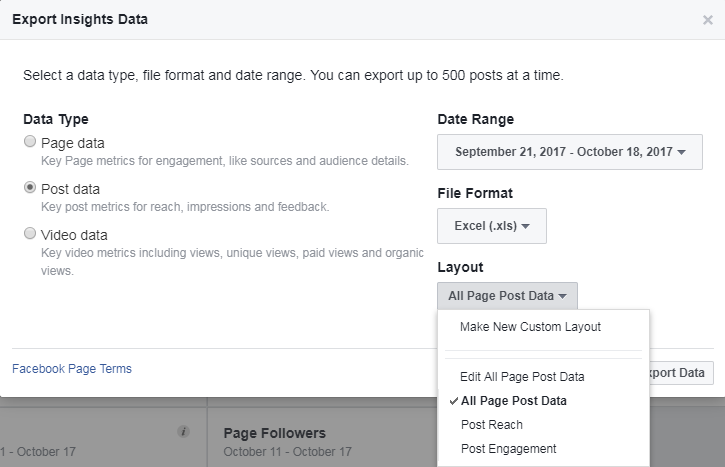 Export Insights Data
Select a data type, file format and date range. You can export up to 500 posts at a time.
Data Type
Page data
Key Page metrics for engagement, like sources and audience details.
Post data
Key post metrics for reach, impressions and feedback.
Video data
Key video metrics including views, unique views, paid views and organic
views.
Date Range
September 21, 2017 - October 18, 2017
File Format
Excel (.xls)
Layout
All Page Post Data
Make New Custom Layout
Edit All Page Post Data
All Page Post Data
Post Reach
Post Engagement
Facebook Page Terms
xport Data
1 - October 17
Page Followers
October 11 - October 17